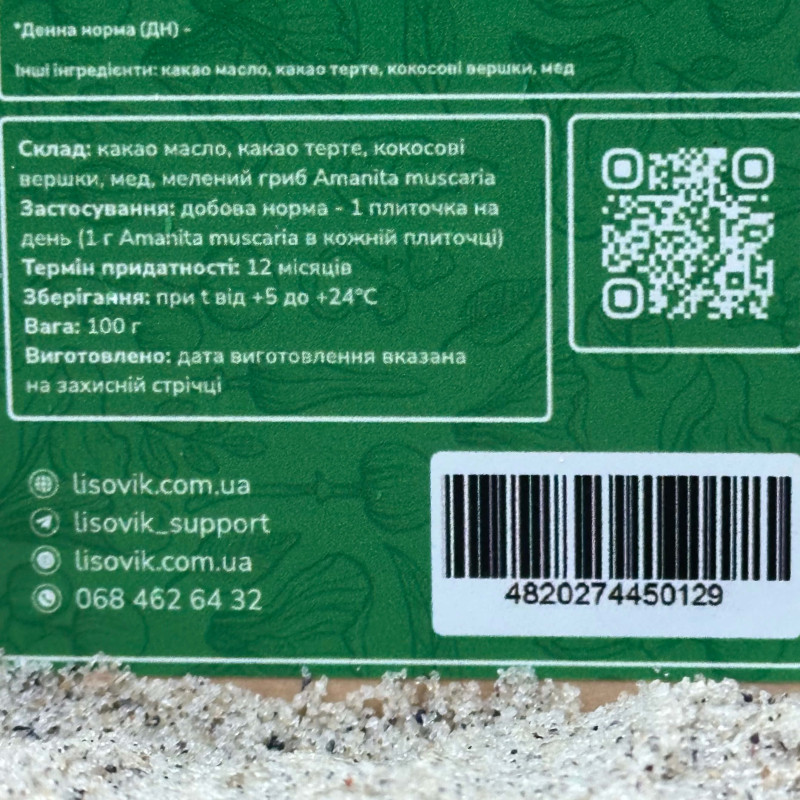 *Денна норма (ДН) -
Інші інгредієнти: какао масло, какао терте, кокосові вершки, мед
Склад: какао масло, какао терте, кокосові
вершки, мед, мелений гриб Amanita muscaria
Застосування: добова норма - 1 плиточка на
день (1 г Amanita muscaria в кожній плиточці)
Термін придатності: 12 місяців
Зберігання: при t від +5 до +24°C
Вага: 100 г
Виготовлено: дата виготовлення вказана
на захисній стрічці
lisovik.com.ua
lisovik_support
lisovik.com.ua
068 462 64 32
4820274450129